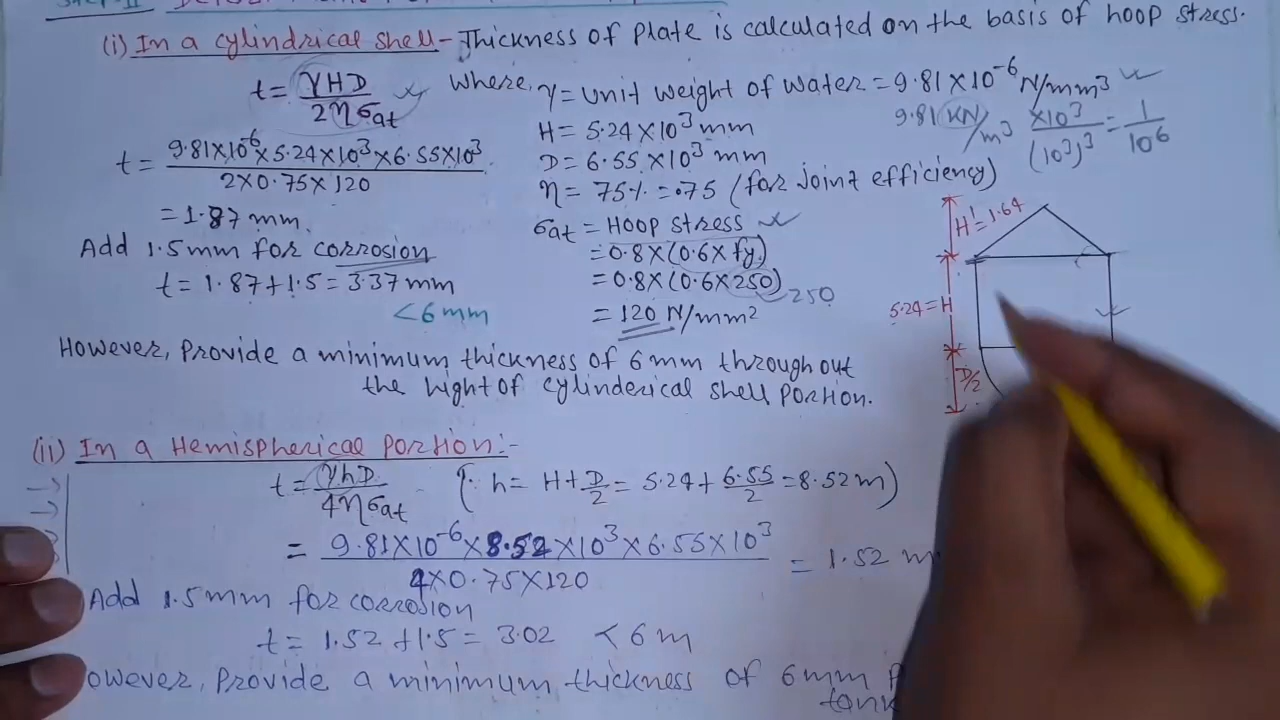 (i) In a cylindrical shell - Thickness of plate is calculated on the basis of hoop stress.
t = γHD / 2ησat
where, γ = unit weight of water = 9.81 × 10⁻⁶ N/mm³
9.81 KN/m³ × 10³ / (10³)³ = 1 / 10⁶
H = 5.24 × 10³ mm
t = 9.81×10⁻⁶ × 5.24×10³ × 6.55×10³ / 2 × 0.75 × 120
D = 6.55 × 10³ mm
η = 75% = .75 (for joint efficiency)
= 1.87 mm.
σat = Hoop stress
Add 1.5mm for corrosion
= 0.8 × (0.6 × fy)
t = 1.87 + 1.5 = 3.37 mm
= 0.8 × (0.6 × 250)
250
< 6 mm
= 120 N/mm²
H' = 1.64
5.24 = H
D/2
However, Provide a minimum thickness of 6 mm through out
the hight of cylinderical shell portion.
(ii) In a Hemispherical Portion:-
t = γhD / 4ησat (∵ h = H + D/2 = 5.24 + 6.55/2 = 8.52 m)
= 9.81×10⁻⁶ × 8.52 × 10³ × 6.55 × 10³ / 4 × 0.75 × 120 = 1.52 m
Add 1.5 mm for corrosion
t = 1.52 + 1.5 = 3.02 < 6 m
owever, Provide a minimum thickness of 6mm
tank